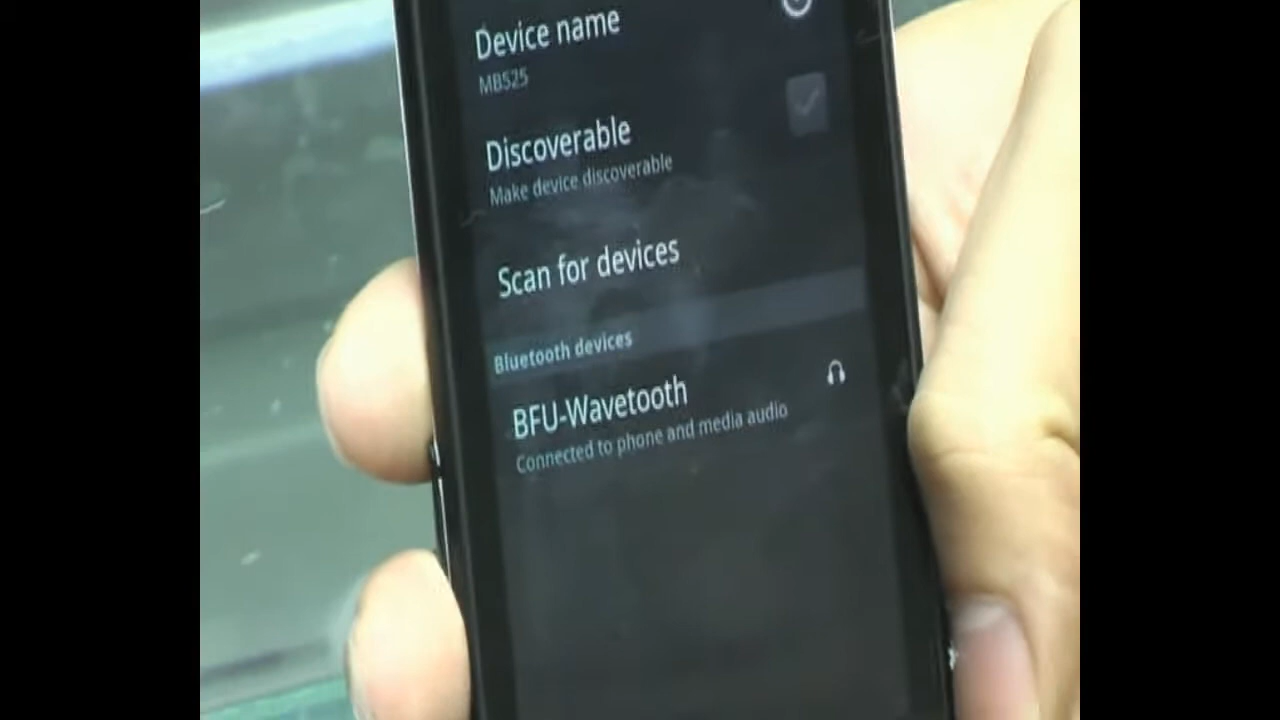 Device name
MB525
Discoverable
Make device discoverable
Scan for devices
Bluetooth devices
BFU-Wavetooth
Connected to phone and media audio